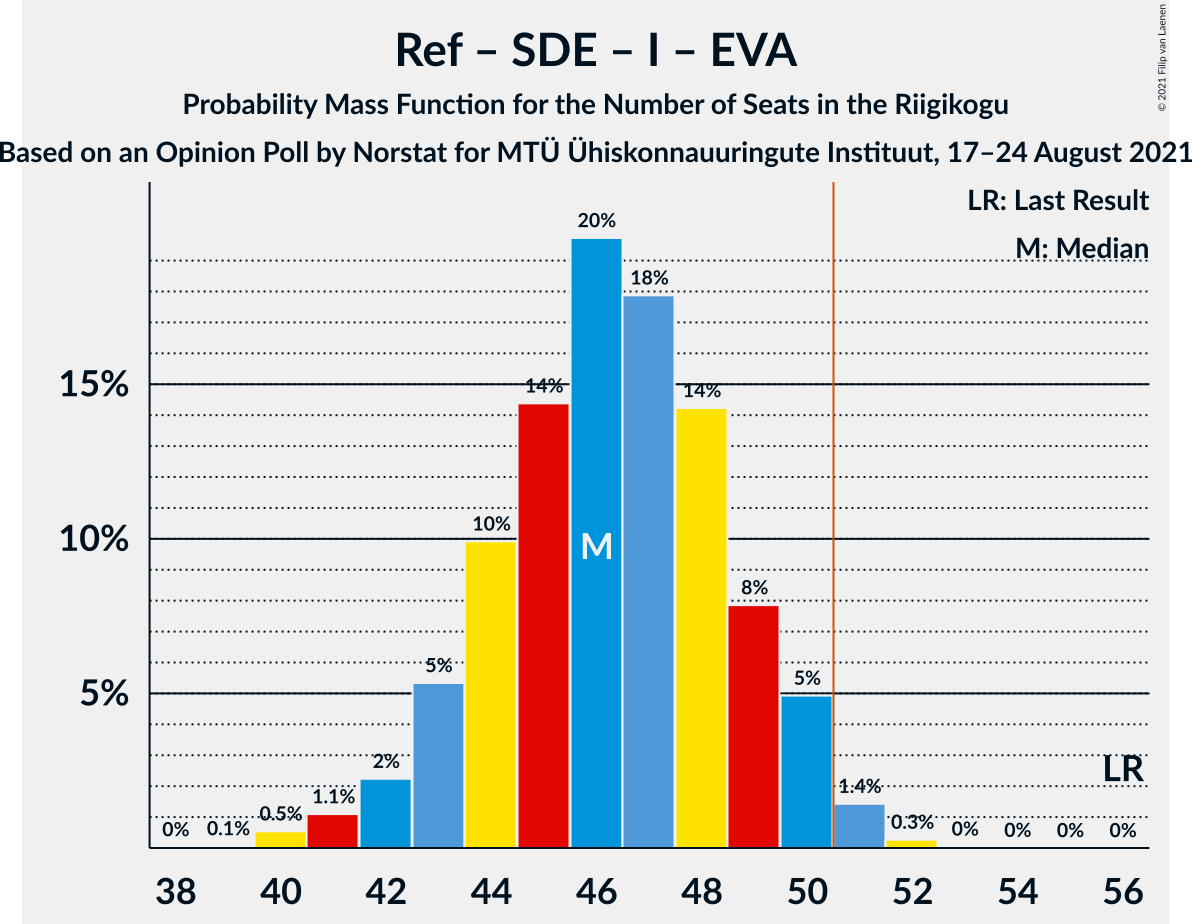 Ref – SDE – I – EVA
Probability Mass Function for the Number of Seats in the Riigikogu
Based on an Opinion Poll by Norstat for MTÜ Ühiskonnauuringute Instituut, 17–24 August 2021
© 2021 Filip van Laenen
LR: Last Result
M: Median
20%
18%
15%
14%
14%
10%
10%
M
8%
5%
5%
5%
2%
LR
1.1%
1.4%
0%
0.1%
0.5%
0.3%
0%
0%
0%
0%
38 40 42 44 46 48 50 52 54 56